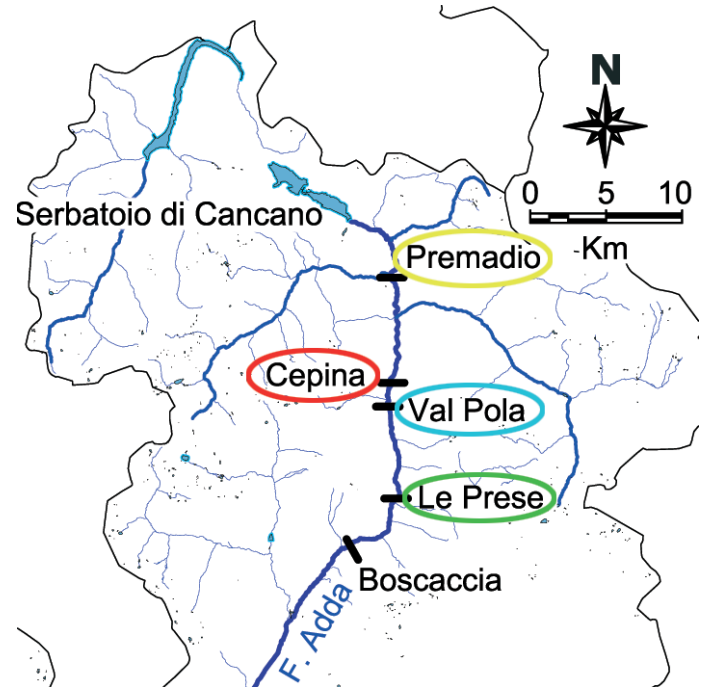 N
0 5 10
Km
Serbatoio di Cancano
Premadio
Cepina
Val Pola
Le Prese
Boscaccia
F. Adda